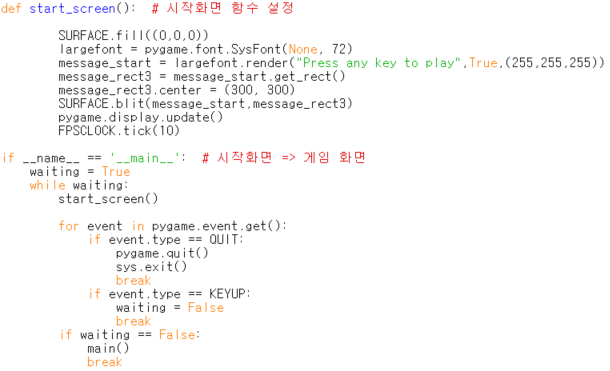 def start_screen():  # 시작화면 함수 설정
        SURFACE.fill((0,0,0))
        largefont = pygame.font.SysFont(None, 72)
        message_start = largefont.render("Press any key to play",True,(255,255,255))
        message_rect3 = message_start.get_rect()
        message_rect3.center = (300, 300)
        SURFACE.blit(message_start,message_rect3)
        pygame.display.update()
        FPSCLOCK.tick(10)
if __name__ == '__main__':  # 시작화면 => 게임 화면
    waiting = True
    while waiting:
        start_screen()
        for event in pygame.event.get():
            if event.type == QUIT:
                pygame.quit()
                sys.exit()
                break
            if event.type == KEYUP:
                waiting = False
                break
        if waiting == False:
            main()
            break